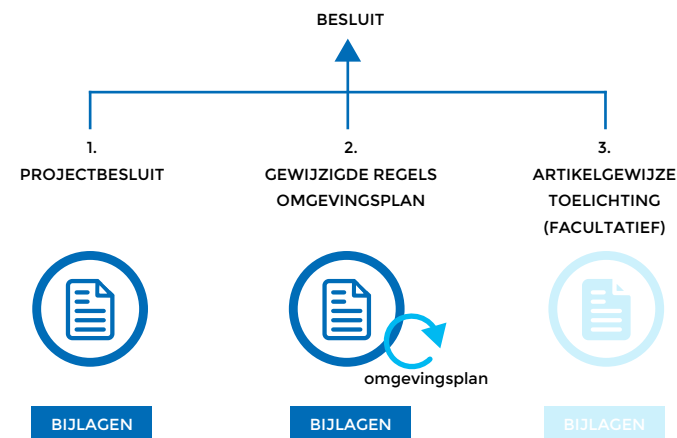 BESLUIT
1.
PROJECTBESLUIT
2.
GEWIJZIGDE REGELS
OMGEVINGSPLAN
3.
ARTIKELGEWIJZE
TOELICHTING
(FACULTATIEF)
omgevingsplan
BIJLAGEN
BIJLAGEN
BIJLAGEN